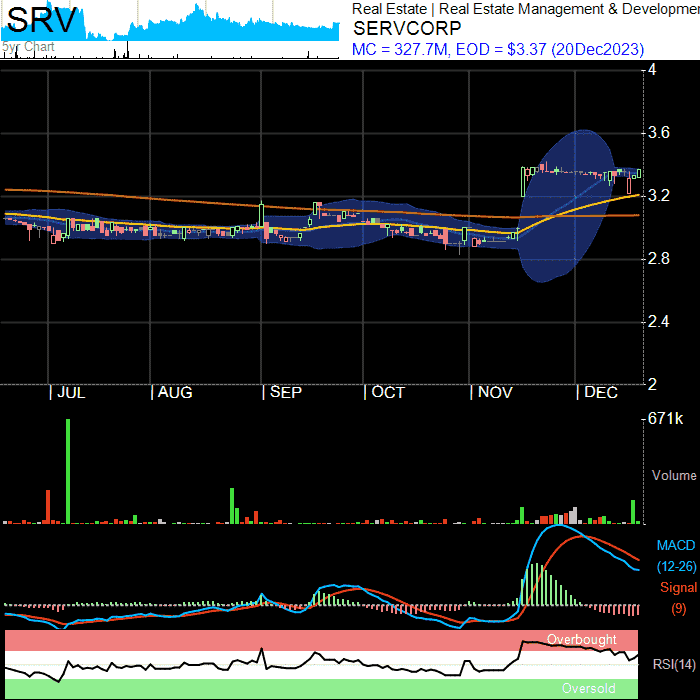 SRV
5yr Chart
Real Estate | Real Estate Management & Developmen
SERVCORP
MC = 327.7M, EOD = $3.37 (20Dec2023)
4
3.6
3.2
2.8
2.4
2
| JUL | AUG | SEP | OCT | NOV | DEC
671k
Volume
MACD
(12-26)
Signal
(9)
Overbought
RSI(14)
Oversold